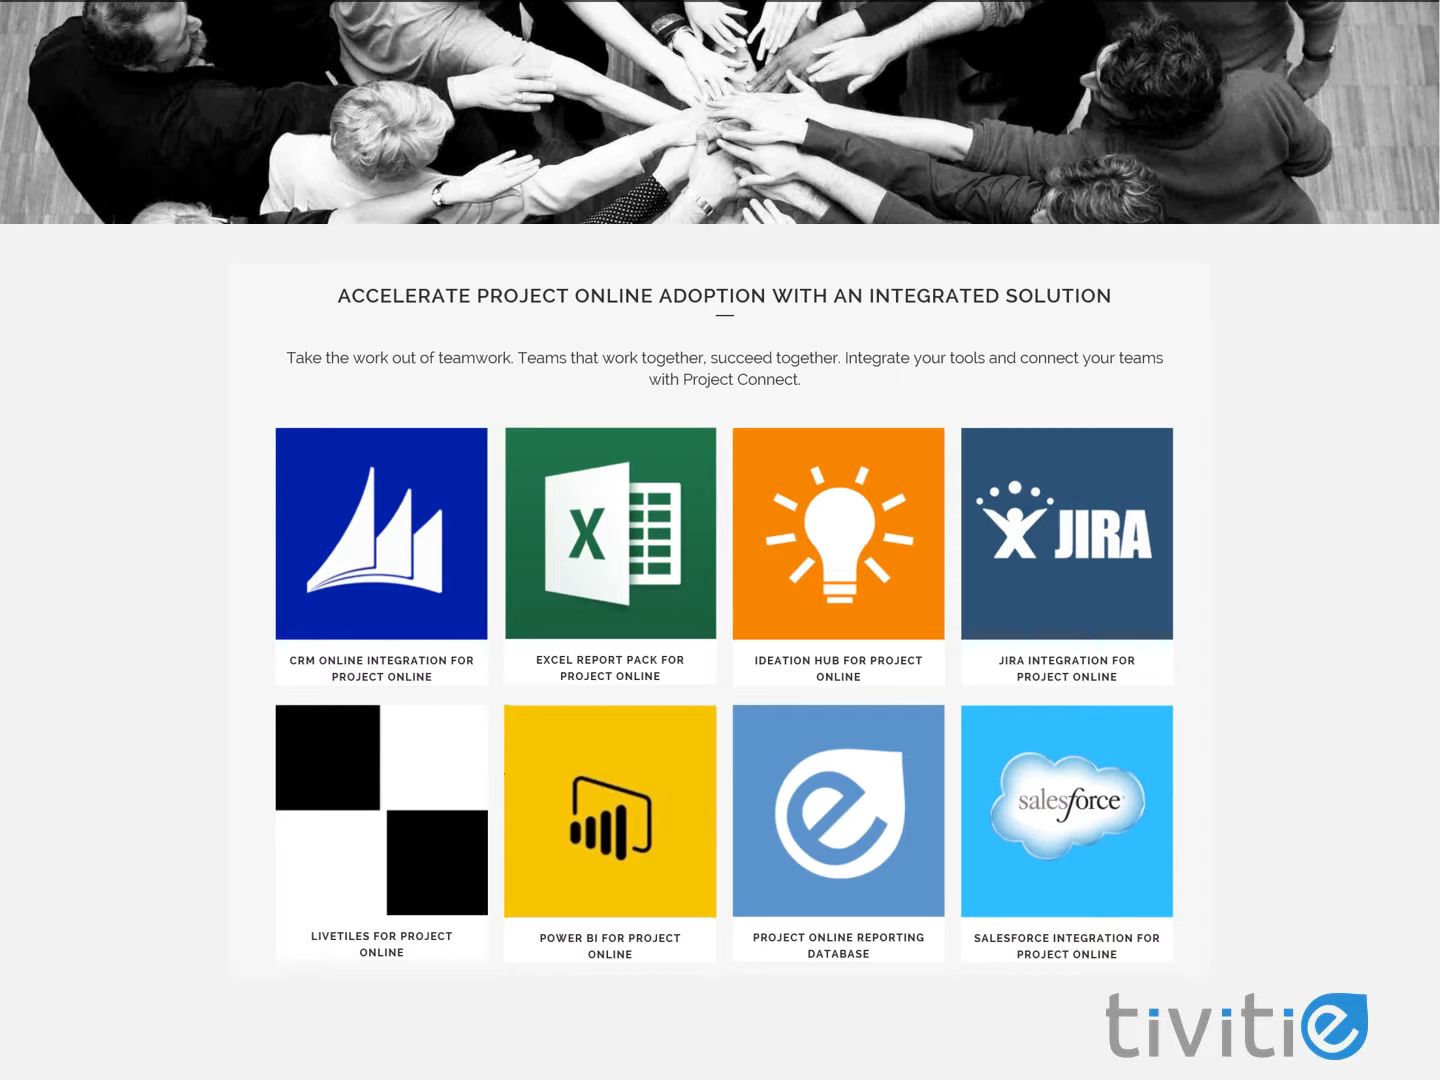 ACCELERATE PROJECT ONLINE ADOPTION WITH AN INTEGRATED SOLUTION
Take the work out of teamwork. Teams that work together, succeed together. Integrate your tools and connect your teams
with Project Connect.
X
JIRA
CRM ONLINE INTEGRATION FOR
PROJECT ONLINE
EXCEL REPORT PACK FOR
PROJECT ONLINE
IDEATION HUB FOR PROJECT
ONLINE
JIRA INTEGRATION FOR
PROJECT ONLINE
e
salesforce
LIVETILES FOR PROJECT
ONLINE
POWER BI FOR PROJECT
ONLINE
PROJECT ONLINE REPORTING
DATABASE
SALESFORCE INTEGRATION FOR
PROJECT ONLINE
tivitie